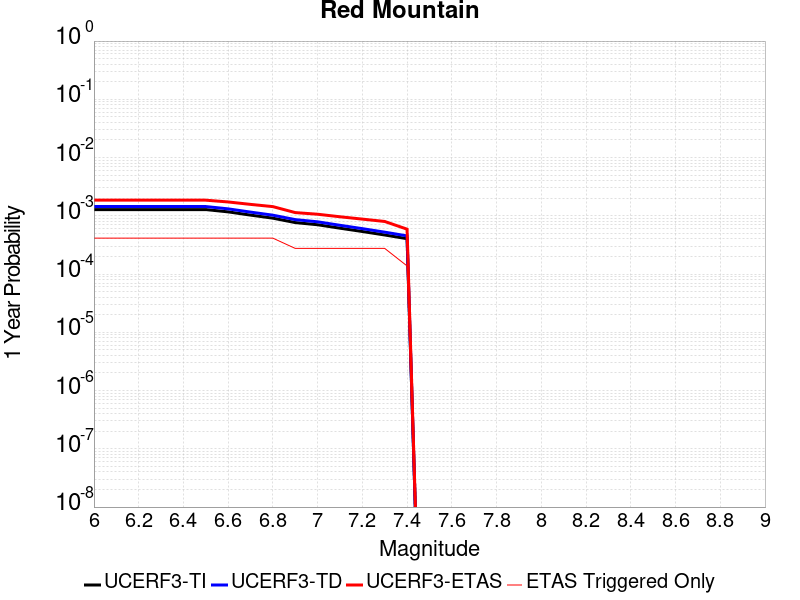 Red Mountain
10^0
10^-1
10^-2
10^-3
10^-4
10^-5
10^-6
10^-7
10^-8
1 Year Probability
6 6.2 6.4 6.6 6.8 7 7.2 7.4 7.6 7.8 8 8.2 8.4 8.6 8.8 9
Magnitude
UCERF3-TI UCERF3-TD UCERF3-ETAS ETAS Triggered Only